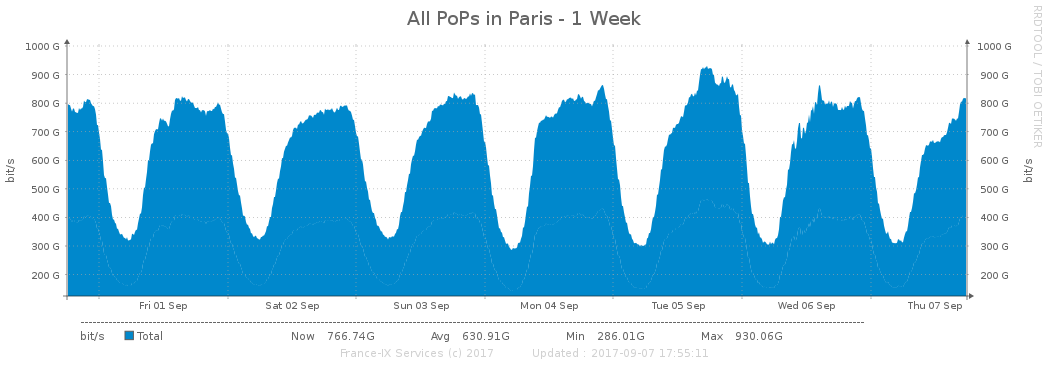 All PoPs in Paris - 1 Week
RRDTOOL / TOBI OETIKER
1000 G 1000 G
900 G 900 G
800 G 800 G
700 G 700 G
600 G 600 G
500 G 500 G
400 G 400 G
300 G 300 G
200 G 200 G
bit/s bit/s
Fri 01 Sep Sat 02 Sep Sun 03 Sep Mon 04 Sep Tue 05 Sep Wed 06 Sep Thu 07 Sep
bit/s Total Now 766.74G Avg 630.91G Min 286.01G Max 930.06G
France-IX Services (c) 2017 Updated : 2017-09-07 17:55:11